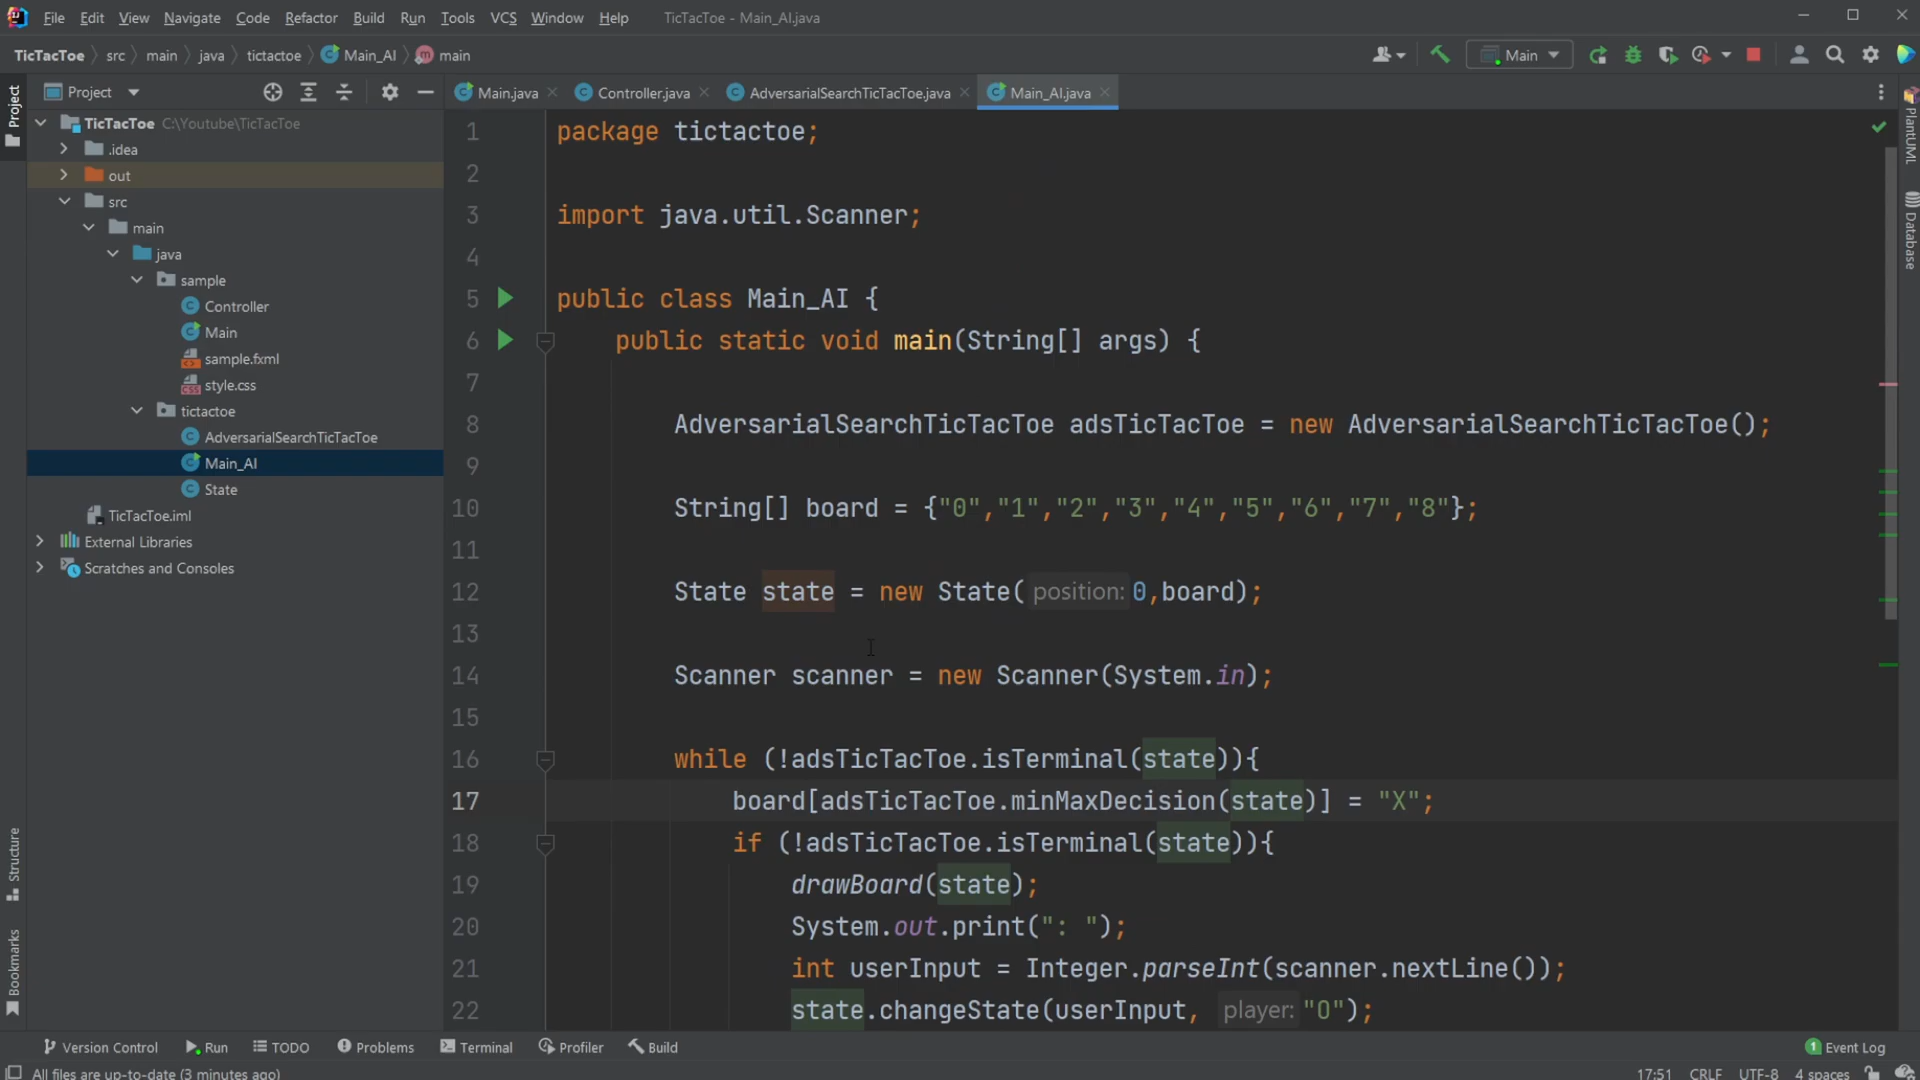 File Edit View Navigate Code Refactor Build Run Tools VCS Window Help TicTacToe - Main_AI.java
TicTacToe src main java tictactoe Main_AI main Main
Project
Main.java Controller.java AdversarialSearchTicTacToe.java Main_AI.java
Project
TicTacToe C:\Youtube\TicTacToe
.idea
out
src
main
java
sample
Controller
Main
sample.fxml
style.css
tictactoe
AdversarialSearchTicTacToe
Main_AI
State
TicTacToe.iml
External Libraries
Scratches and Consoles
Structure
Bookmarks
1 package tictactoe;
2
3 import java.util.Scanner;
4
5 public class Main_AI {
6 public static void main(String[] args) {
7
8 AdversarialSearchTicTacToe adsTicTacToe = new AdversarialSearchTicTacToe();
9
10 String[] board = {"0","1","2","3","4","5","6","7","8"};
11
12 State state = new State( position: 0,board);
13
14 Scanner scanner = new Scanner(System.in);
15
16 while (!adsTicTacToe.isTerminal(state)){
17 board[adsTicTacToe.minMaxDecision(state)] = "X";
18 if (!adsTicTacToe.isTerminal(state)){
19 drawBoard(state);
20 System.out.print(": ");
21 int userInput = Integer.parseInt(scanner.nextLine());
22 state.changeState(userInput, player: "O");
PlantUML
Database
Version Control Run TODO Problems Terminal Profiler Build 1 Event Log
All files are up-to-date (3 minutes ago) 17:51 CRLF UTF-8 4 spaces